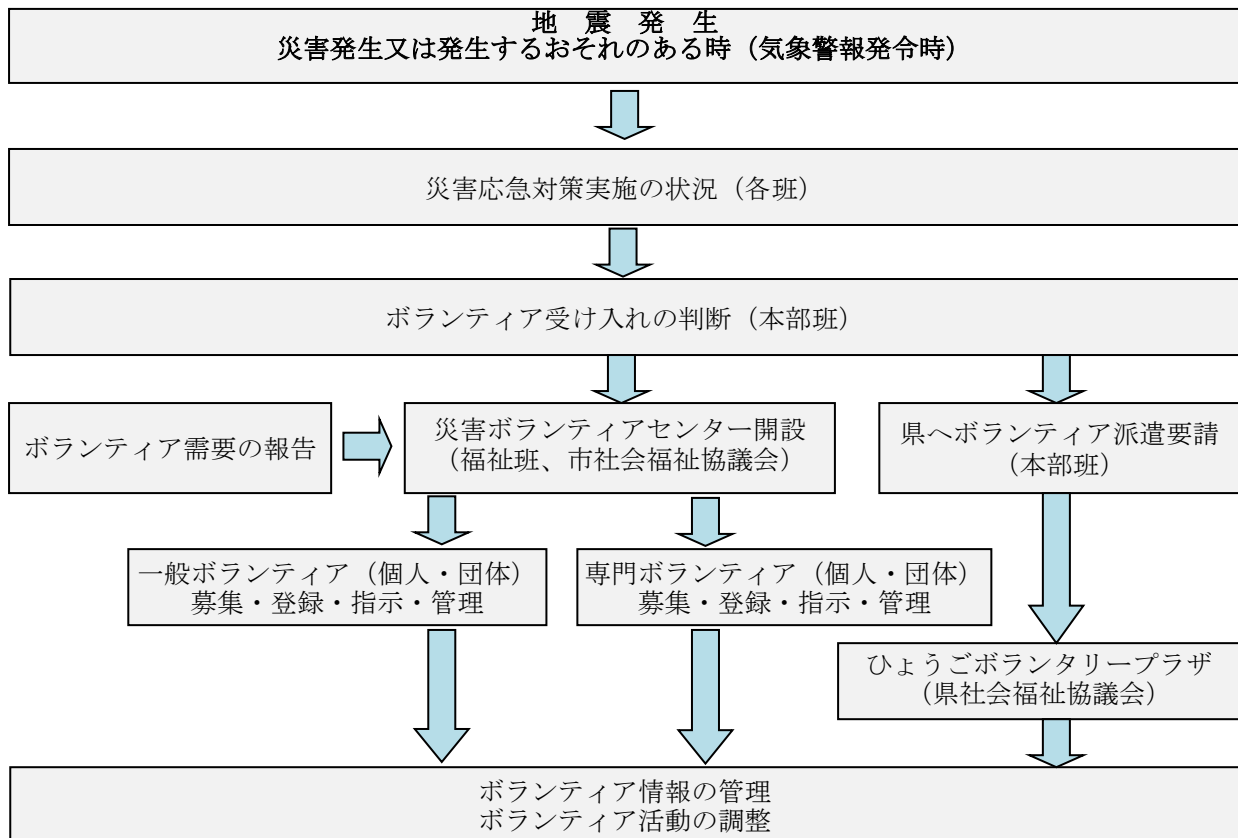 地　震　発　生
災害発生又は発生するおそれのある時（気象警報発令時）
災害応急対策実施の状況（各班）
ボランティア受け入れの判断（本部班）
ボランティア需要の報告
災害ボランティアセンター開設
（福祉班、市社会福祉協議会）
県へボランティア派遣要請
（本部班）
一般ボランティア（個人・団体）
募集・登録・指示・管理
専門ボランティア（個人・団体）
募集・登録・指示・管理
ひょうごボランタリープラザ
（県社会福祉協議会）
ボランティア情報の管理
ボランティア活動の調整